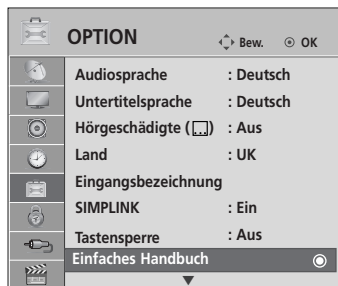 OPTION Bew. OK
Audiosprache : Deutsch
Untertitelsprache : Deutsch
Hörgeschädigte ( ) : Aus
Land : UK
Eingangsbezeichnung
SIMPLINK : Ein
Tastensperre : Aus
Einfaches Handbuch